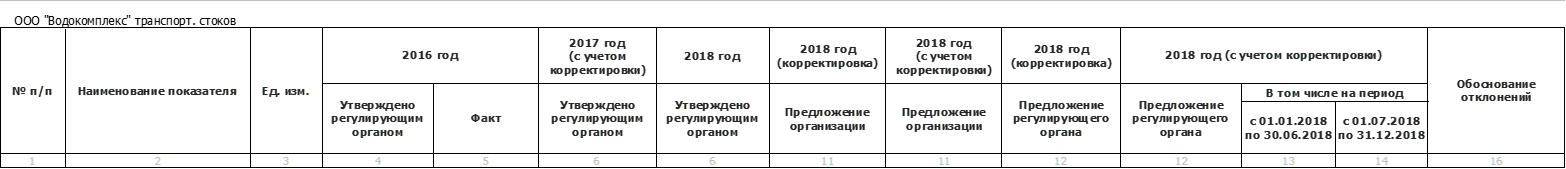 ООО "Водокомплекс" транспорт. стоков
№ п/п
Наименование показателя
Ед. изм.
2016 год
2017 год
(с учетом
корректировки)
2018 год
2018 год
(корректировка)
2018 год
(с учетом
корректировки)
2018 год
(корректировка)
2018 год (с учетом корректировки)
Обоснование
отклонений
Утверждено
регулирующим
органом
Факт
Утверждено
регулирующим
органом
Утверждено
регулирующим
органом
Предложение
организации
Предложение
организации
Предложение
регулирующего
органа
Предложение
регулирующего
органа
В том числе на период
с 01.01.2018
по 30.06.2018
с 01.07.2018
по 31.12.2018
1 2 3 4 5 6 6 11 11 12 12 13 14 16